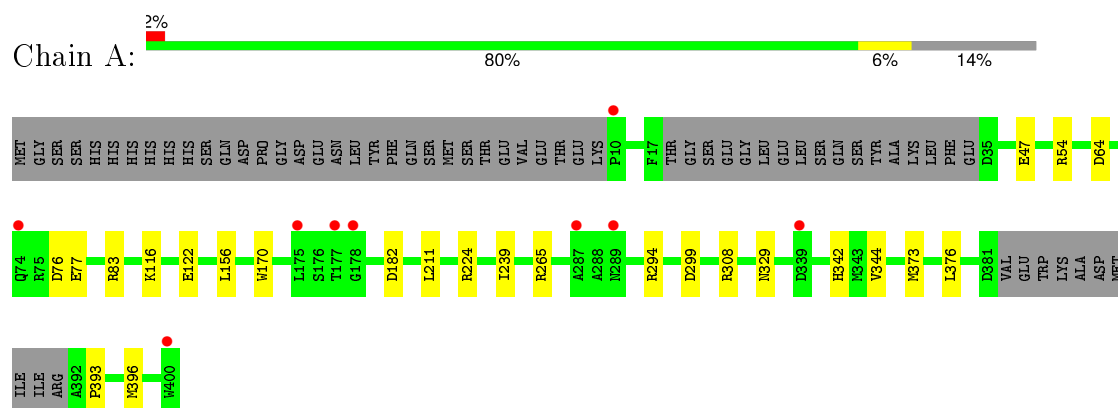 2%
Chain A:
80% 6% 14%
MET GLY SER SER HIS HIS HIS HIS HIS HIS SER GLN ASP PRO GLY ASP GLU ASN LEU TYR PHE GLN SER MET SER THR GLU VAL GLU THR GLU LYS P10 F17 THR GLY SER GLU GLY LEU GLU LEU SER GLN SER TYR ALA LYS LEU PHE GLU D35 E47 R54 D64
Q74 R75 D76 E77 R83 K116 E122 L156 W170 L175 S176 T177 G178 D182 L211 R224 I239 R265 A287 A288 N289 R294 D299 R308 N329 D339 H342 M343 V344 M373 L376 D381 VAL GLU TRP LYS ALA ASP MET
ILE ILE ARG A392 P393 M396 W400